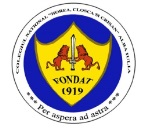 COLEGIUL NATIONAL "HOREA, CLOSCA SI CRISAN" ALBA IULIA
FONDAT
1919
*** Per aspera ad astra ***